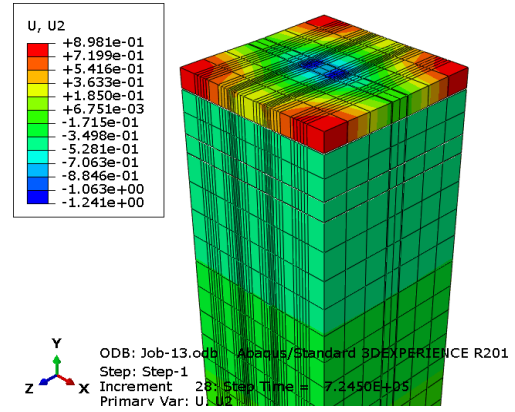 U, U2
+8.981e-01
+7.199e-01
+5.416e-01
+3.633e-01
+1.850e-01
+6.751e-03
-1.715e-01
-3.498e-01
-5.281e-01
-7.063e-01
-8.846e-01
-1.063e+00
-1.241e+00
Y
Z
X
ODB: Job-13.odb Abaqus/Standard 3DEXPERIENCE R201
Step: Step-1
Increment 28: Step Time = 7.2450E+05
Primary Var: U, U2